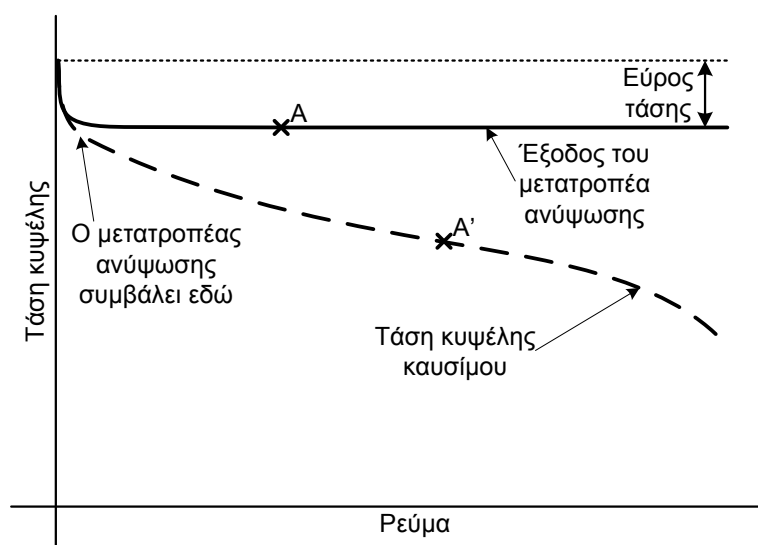 Εύρος
τάσης
A
Έξοδος του
μετατροπέα
ανύψωσης
Ο μετατροπέας
ανύψωσης
συμβάλει εδώ
A’
Τάση κυψέλης
καυσίμου
Τάση κυψέλης
Ρεύμα